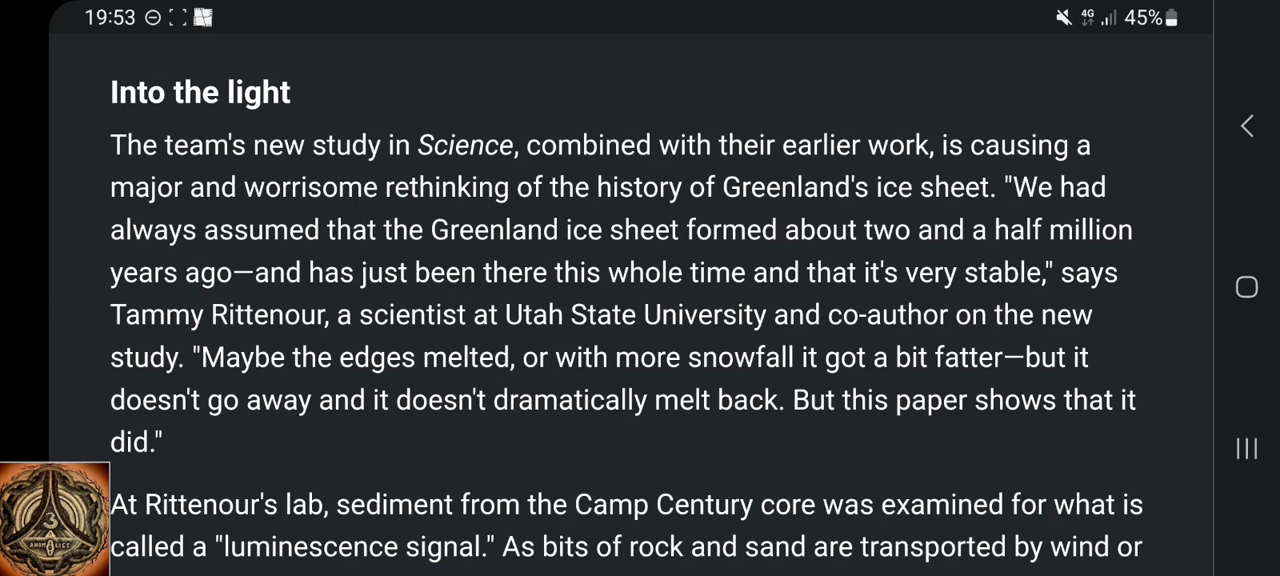 19:53
4G
45%
Into the light
The team's new study in Science, combined with their earlier work, is causing a
major and worrisome rethinking of the history of Greenland's ice sheet. "We had
always assumed that the Greenland ice sheet formed about two and a half million
years ago—and has just been there this whole time and that it's very stable," says
Tammy Rittenour, a scientist at Utah State University and co-author on the new
study. "Maybe the edges melted, or with more snowfall it got a bit fatter—but it
doesn't go away and it doesn't dramatically melt back. But this paper shows that it
did."
3
ANOMALIES
At Rittenour's lab, sediment from the Camp Century core was examined for what is
called a "luminescence signal." As bits of rock and sand are transported by wind or